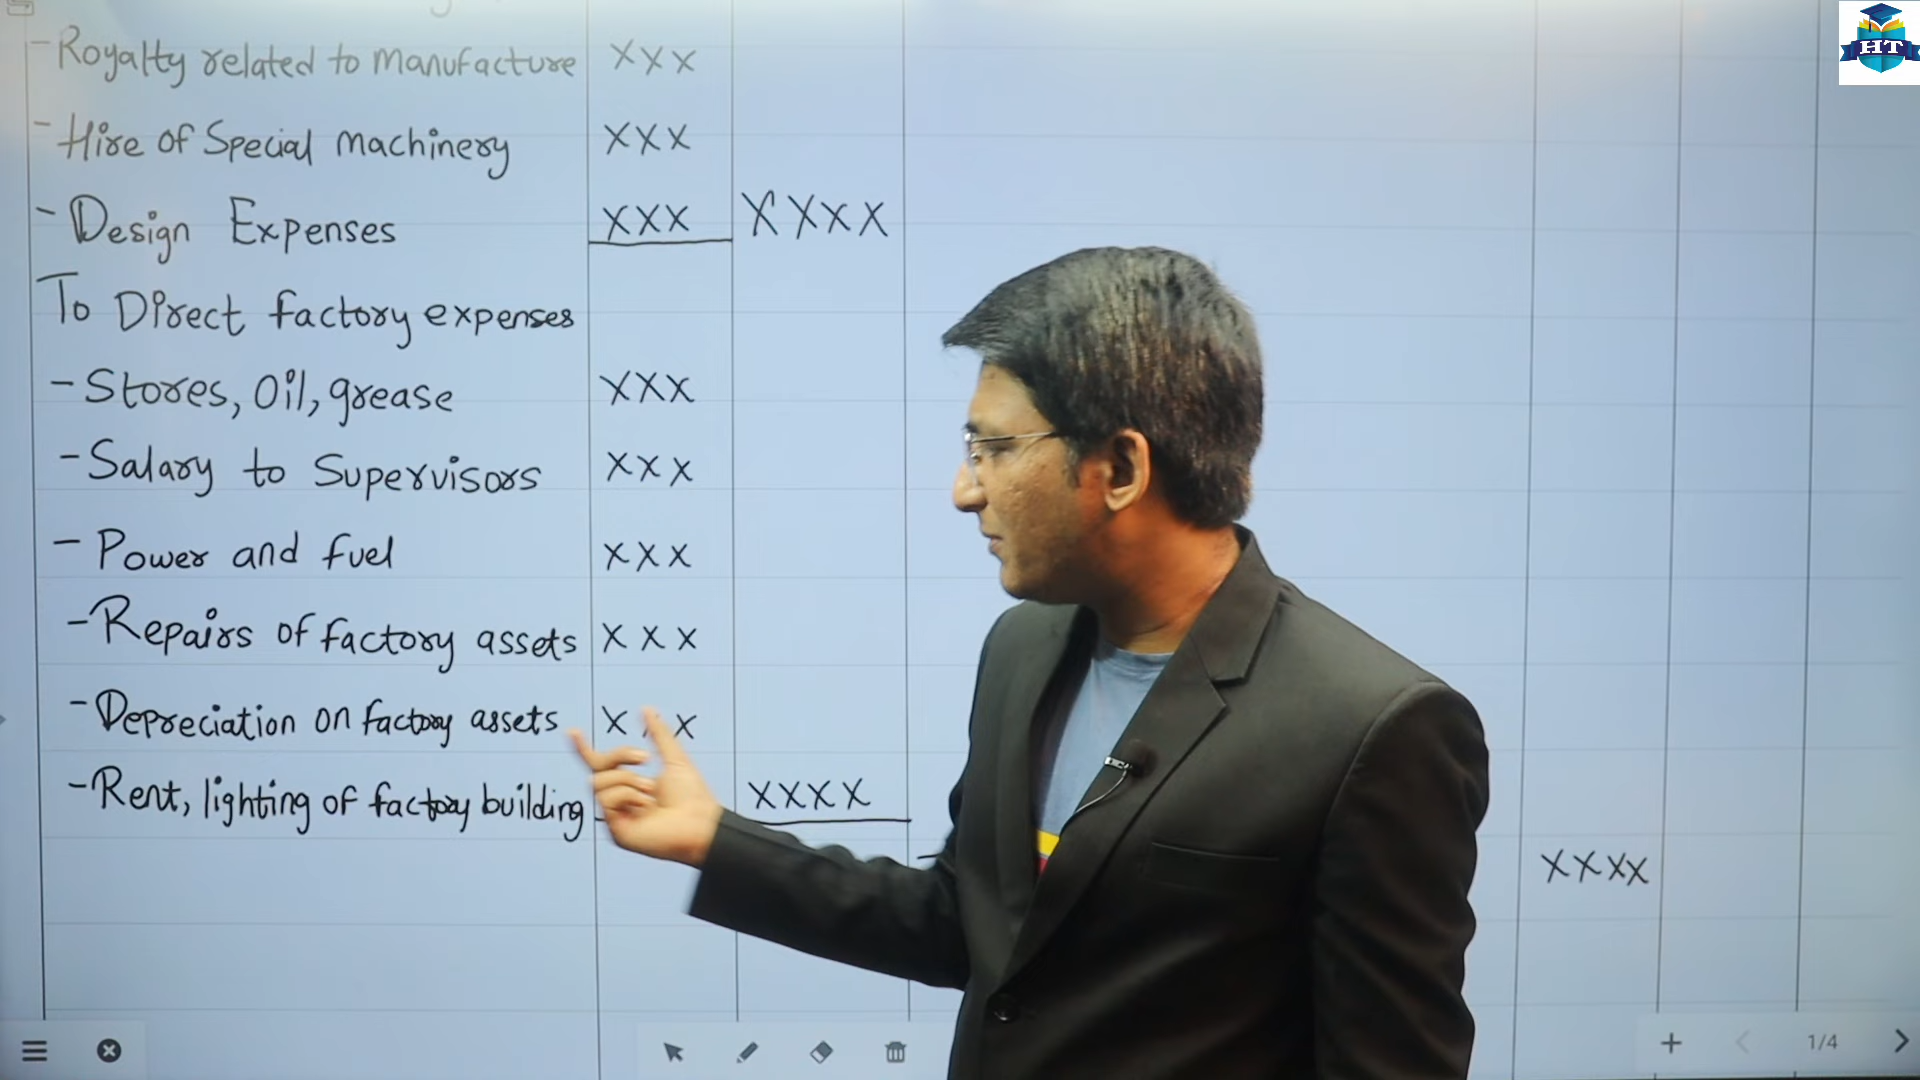 - Royalty related to manufacture XXX
- Hire of Special machinery XXX
- Design Expenses XXX XXXX
To Direct factory expenses
- Stores, Oil, grease XXX
- Salary to Supervisors XXX
- Power and fuel XXX
- Repairs of factory assets XXX
- Depreciation on factory assets X X
- Rent, lighting of factory building XXXX
XXXX
1/4
HT